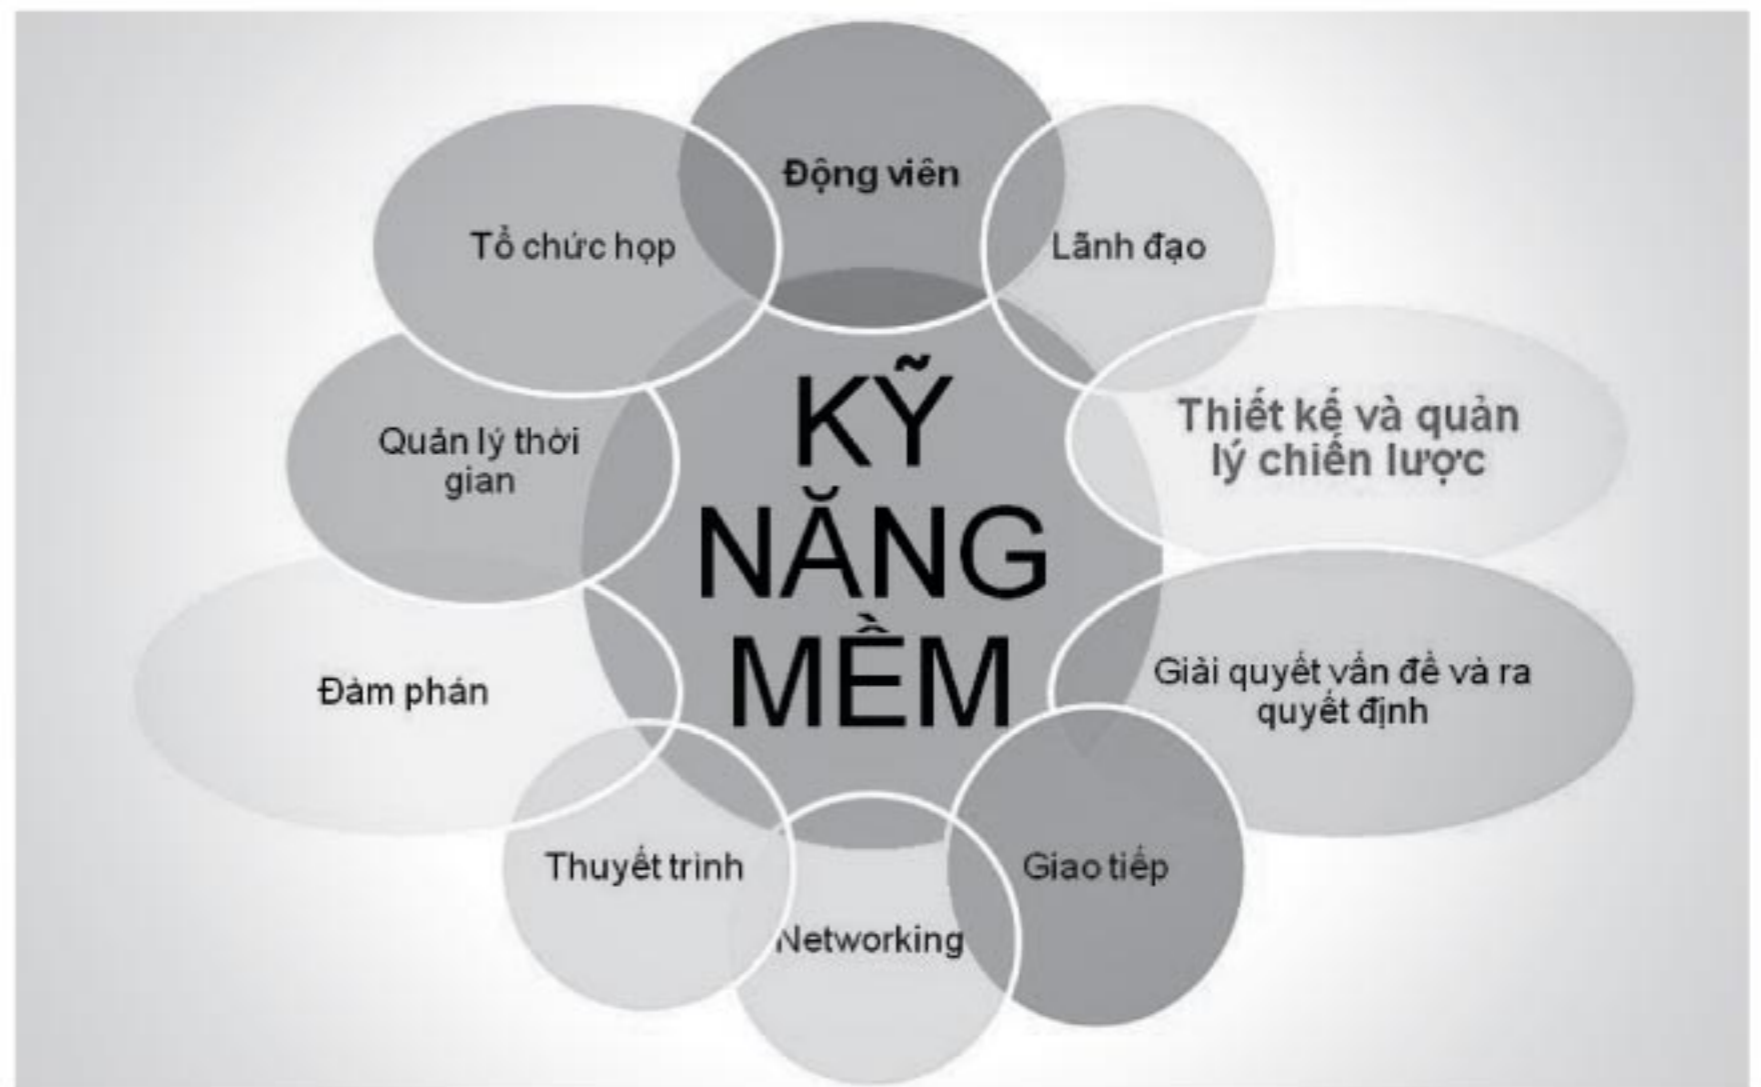 Động viên
Tổ chức họp
Lãnh đạo
KỸ
NĂNG
MỀM
Thiết kế và quản
lý chiến lược
Quản lý thời
gian
Đàm phán
Giải quyết vấn đề và ra
quyết định
Thuyết trình
Giao tiếp
Networking